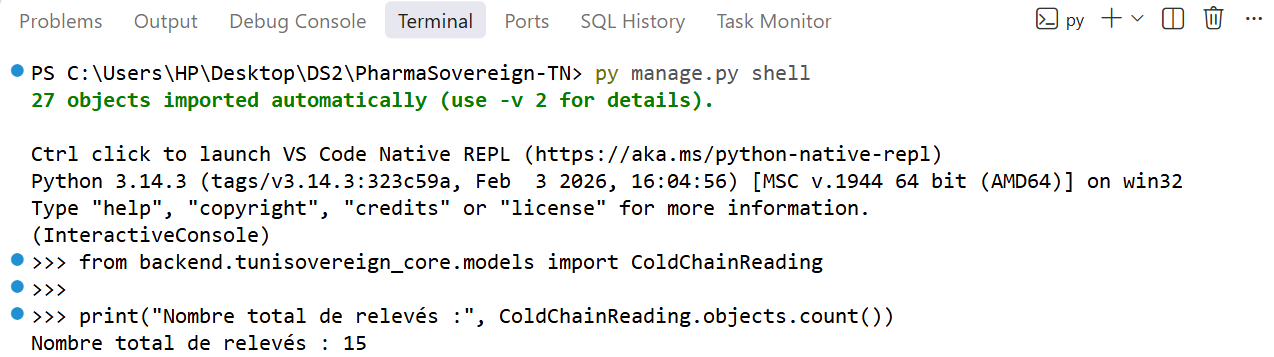 Problems Output Debug Console Terminal Ports SQL History Task Monitor py
PS C:\Users\HP\Desktop\DS2\PharmaSovereign-TN> py manage.py shell
27 objects imported automatically (use -v 2 for details).
Ctrl click to launch VS Code Native REPL (https://aka.ms/python-native-repl)
Python 3.14.3 (tags/v3.14.3:323c59a, Feb  3 2026, 16:04:56) [MSC v.1944 64 bit (AMD64)] on win32
Type "help", "copyright", "credits" or "license" for more information.
(InteractiveConsole)
>>> from backend.tunisovereign_core.models import ColdChainReading
>>>
>>> print("Nombre total de relevés :", ColdChainReading.objects.count())
Nombre total de relevés : 15